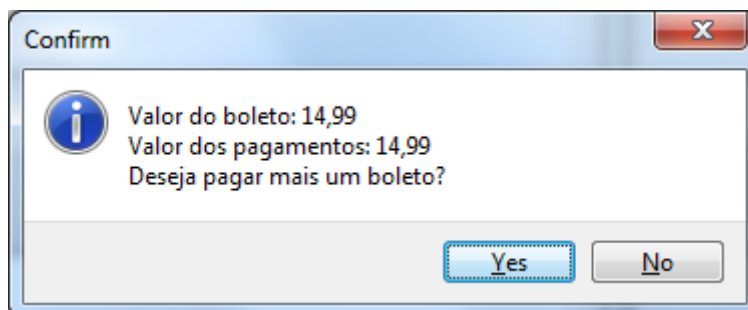 Confirm
Valor do boleto: 14,99
Valor dos pagamentos: 14,99
Deseja pagar mais um boleto?
Yes
No